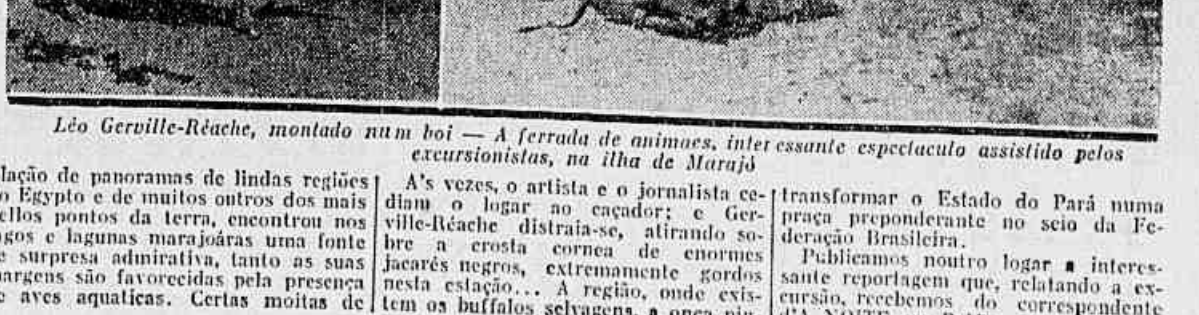 Léo Gerville-Réache, montado num boi — A ferrada de animaes, interessante espectaculo assistido pelos
excursionistas, na ilha de Marajó
lação de panoramas de lindas regiões
o Egypto e de muitos outros dos mais
ellos pontos da terra, encontrou nos
agos e lagunas marajoáras uma fonte
e surpresa admirativa, tanto as suas
margens são favorecidas pela presença
e aves aquaticas. Certas moitas de
A's vezes, o artista e o jornalista ce-
diam o logar ao caçador; e Ger-
ville-Réache distraia-se, atirando so-
bre a crosta cornea de enormes
jacarés negros, extremamente gordos
nesta estação... A região, onde exis-
tem os buffalos selvagens, a onça
transformar o Estado do Pará numa
praça preponderante no seio da Fe-
deração Brasileira.
Publicamos noutro logar a interes-
sante reportagem que, relatando a ex-
cursão, recebemos do correspondente